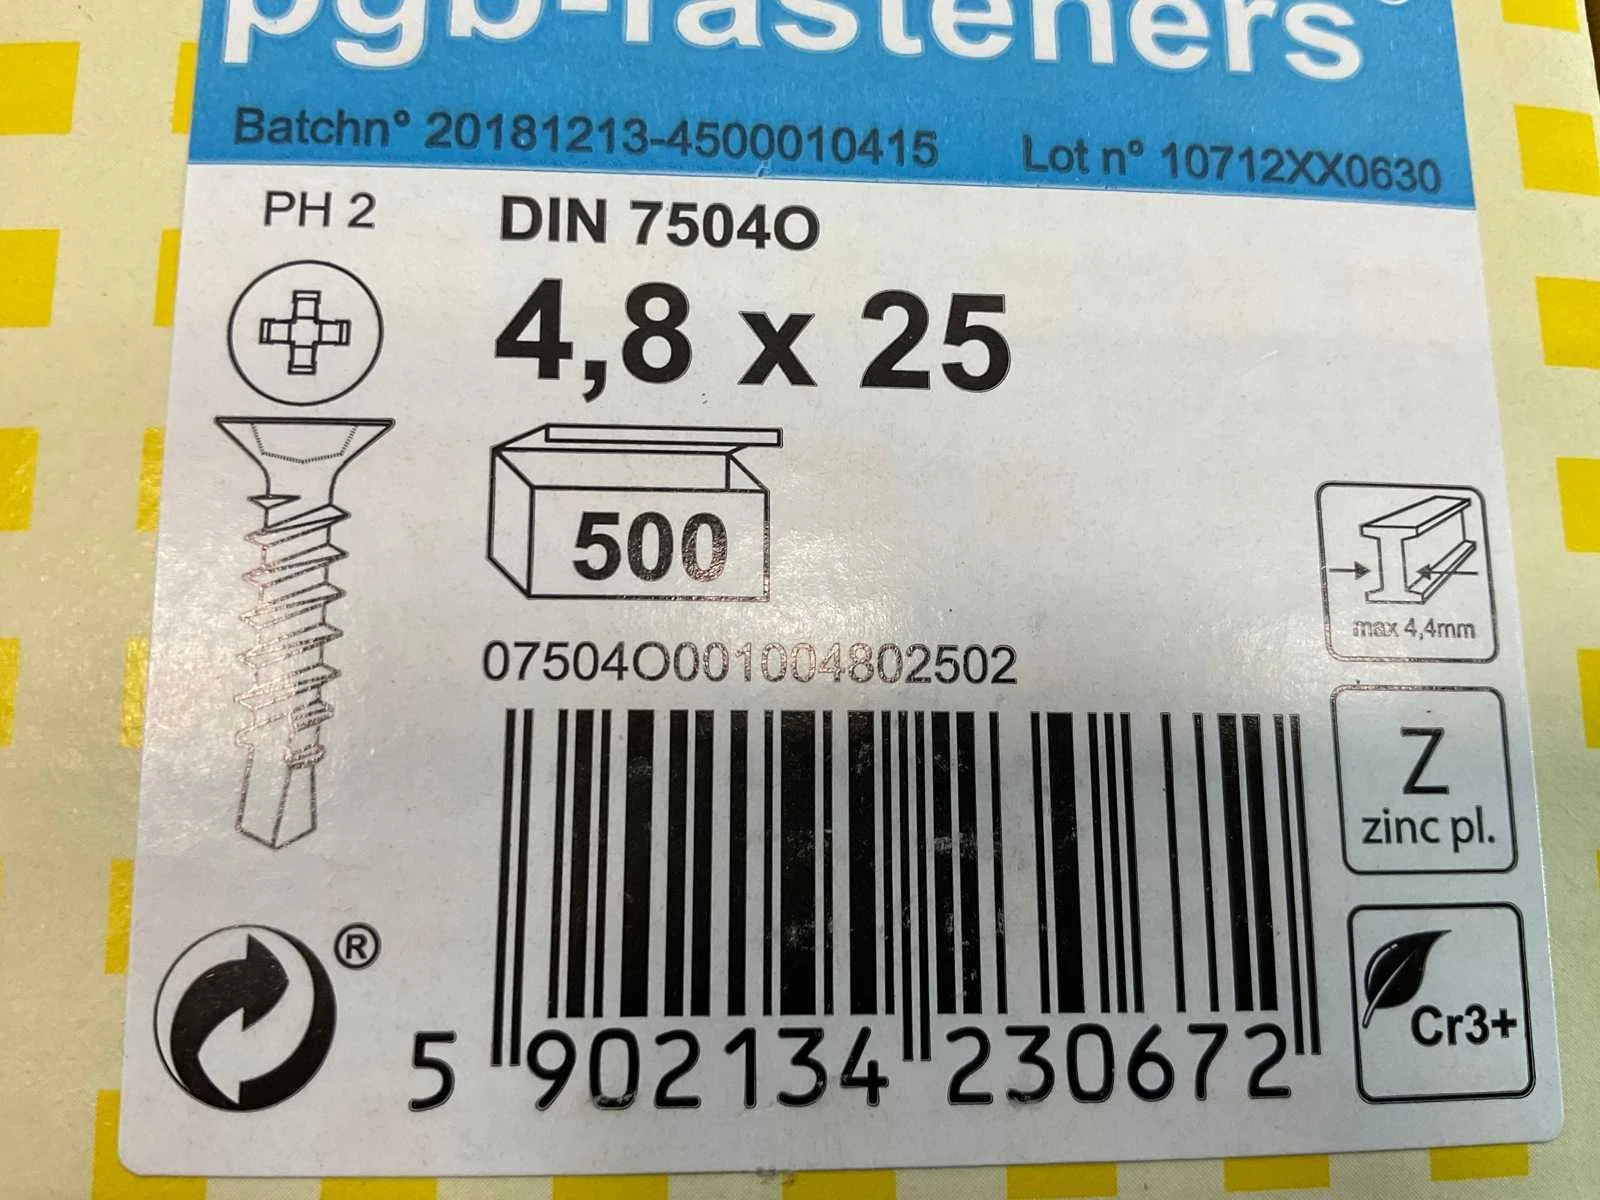 pgb-fasteners
Batchn° 20181213-4500010415 Lot n° 10712XX0630
PH 2
DIN 7504O
4,8 x 25
500
max 4,4mm
07504O001004802502
Z
zinc pl.
®
Cr3+
5 902134 230672